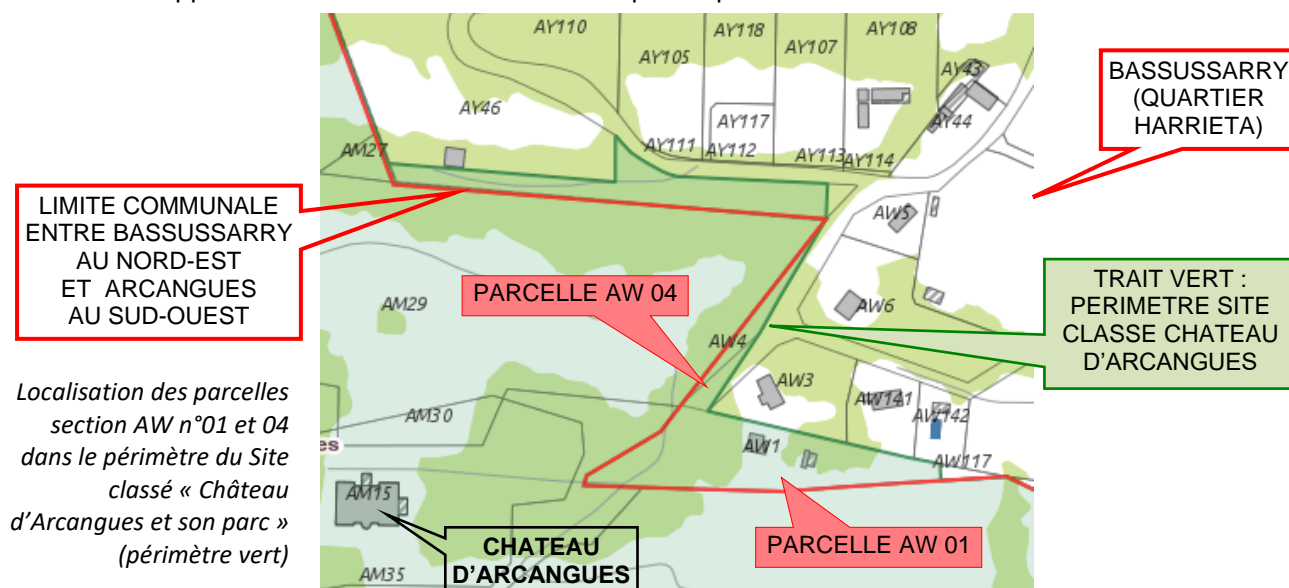 AY110
AY118
AY107
AY108
AY105
AY43
AY46
AY117
AY44
AY111
AY112
AY113
AY114
AM27
BASSUSSARRY
(QUARTIER
HARRIETA)
LIMITE COMMUNALE
ENTRE BASSUSSARRY
AU NORD-EST
ET ARCANGUES
AU SUD-OUEST
AW5
PARCELLE AW 04
AM29
AW6
TRAIT VERT :
PERIMETRE SITE
CLASSE CHATEAU
D'ARCANGUES
AW4
AW3
AW141
AW142
Localisation des parcelles
section AW n°01 et 04
dans le périmètre du Site
classé « Château
d'Arcangues et son parc »
(périmètre vert)
AM30
es
AW1
AW117
AM15
CHATEAU
D'ARCANGUES
PARCELLE AW 01
AM35